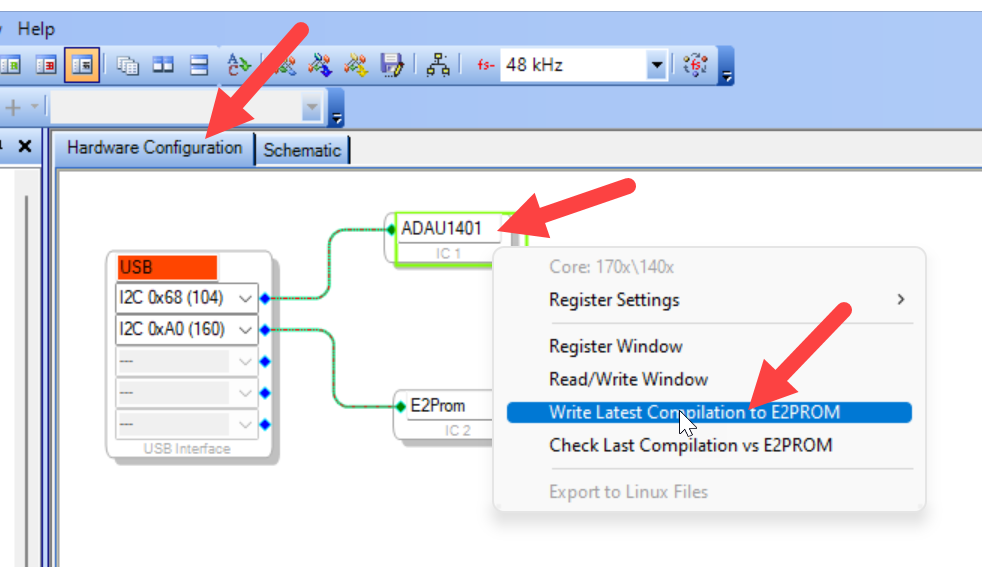 Help
fs-
48 kHz
Hardware Configuration
Schematic
ADAU1401
IC 1
USB
I2C 0x68 (104)
I2C 0xA0 (160)
---
---
---
USB Interface
E2Prom
IC 2
Core: 170x\140x
Register Settings
Register Window
Read/Write Window
Write Latest Compilation to E2PROM
Check Last Compilation vs E2PROM
Export to Linux Files